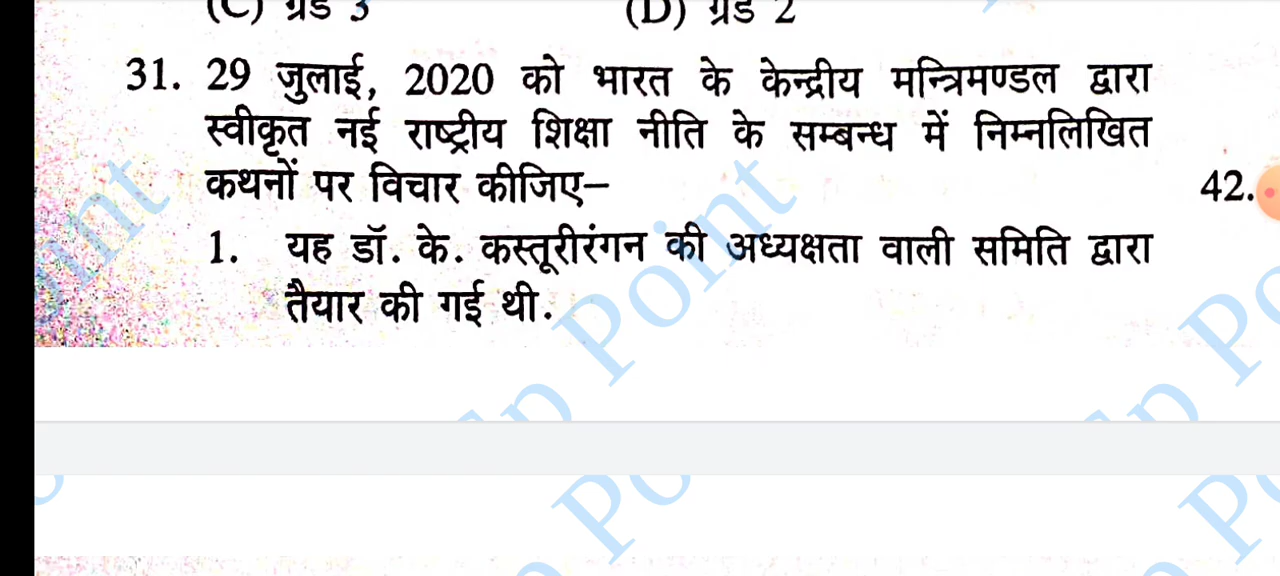 (C) ग्रेड 3 (D) ग्रेड 2
31. 29 जुलाई, 2020 को भारत के केन्द्रीय मन्त्रिमण्डल द्वारा
स्वीकृत नई राष्ट्रीय शिक्षा नीति के सम्बन्ध में निम्नलिखित
कथनों पर विचार कीजिए–
1. यह डॉ. के. कस्तूरीरंगन की अध्यक्षता वाली समिति द्वारा
तैयार की गई थी.
42.
Point